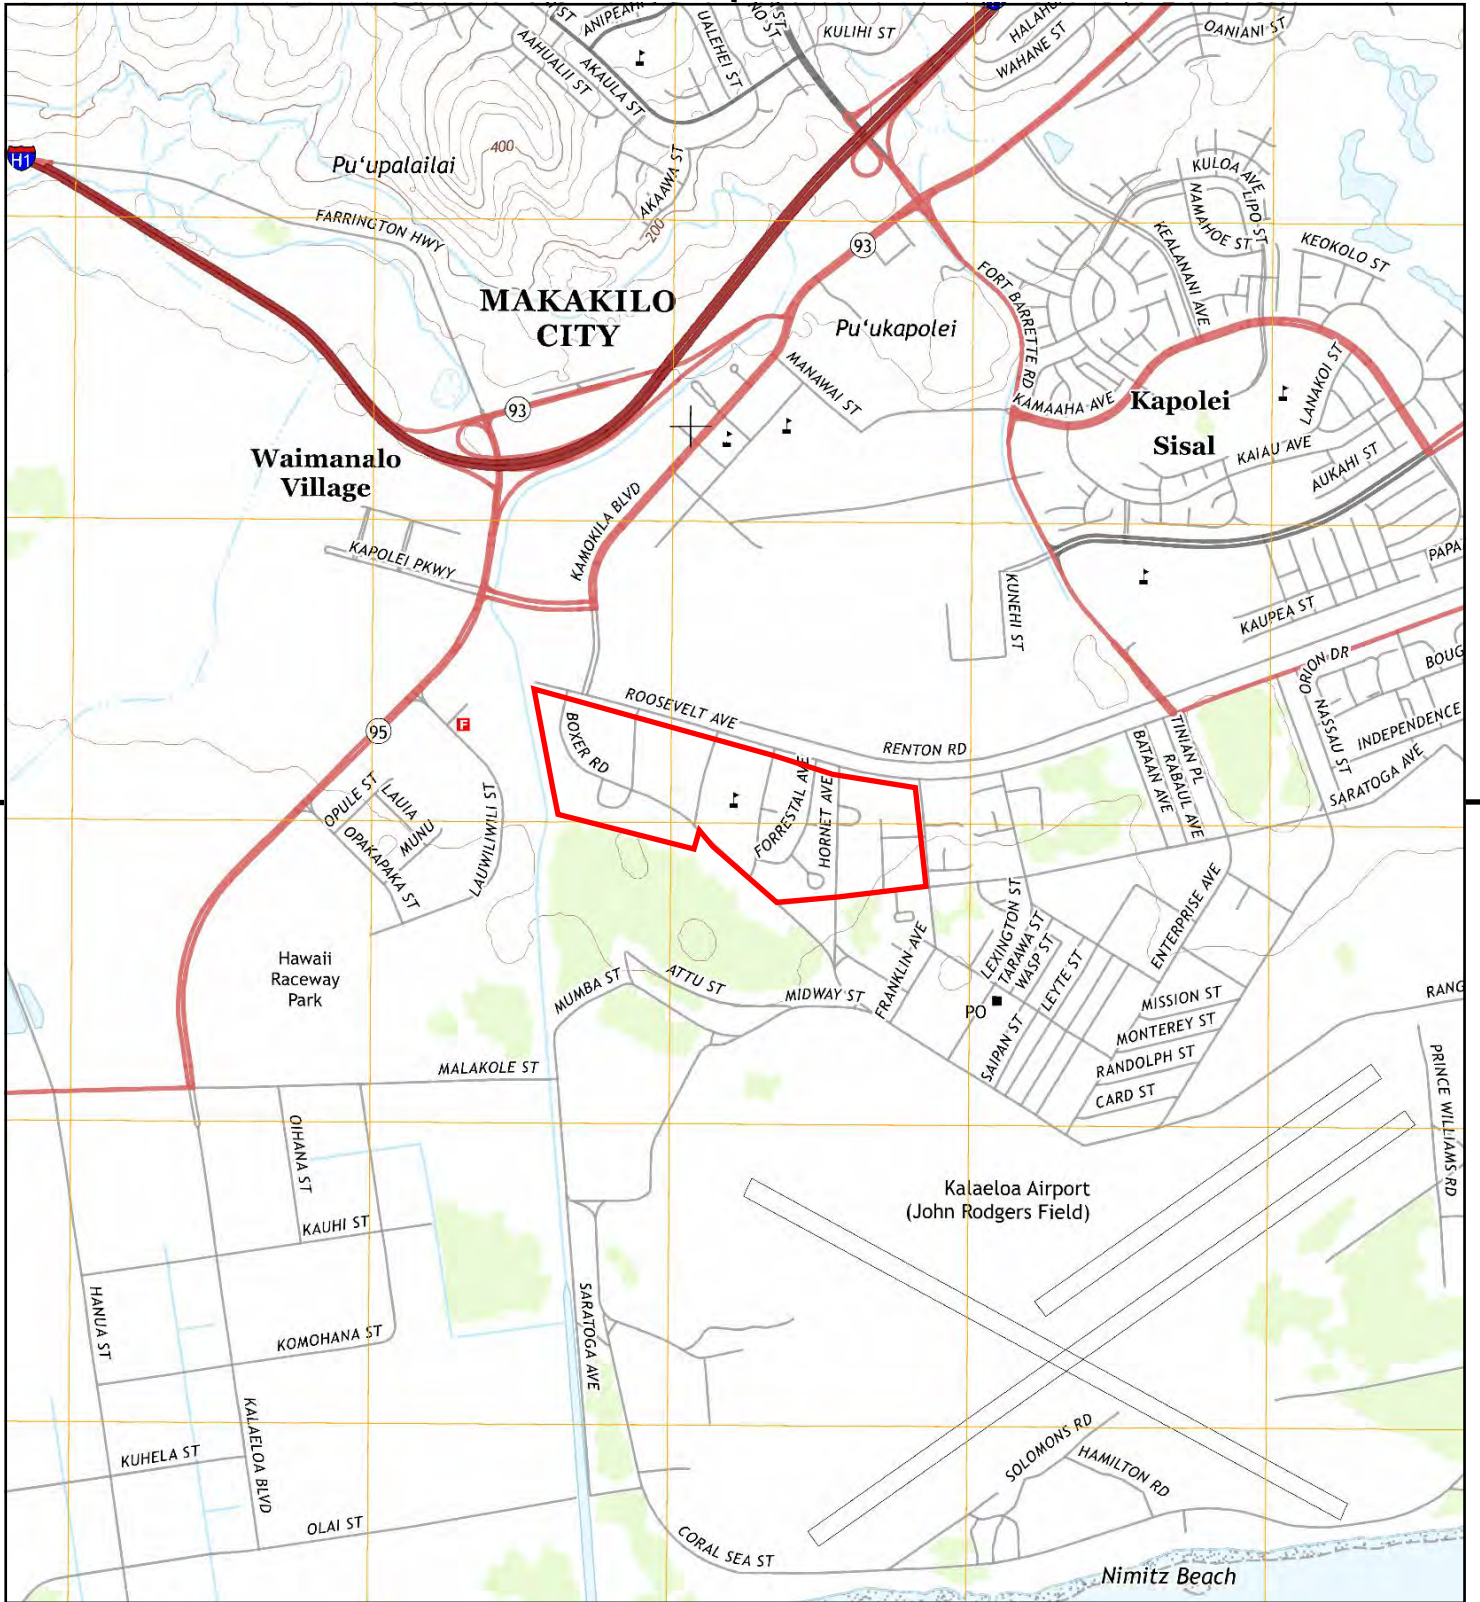 ANIPEAHI
UALEHEI ST
KULIHI ST
WAHANE ST
OANIANI ST
AAHUALII ST
AKAULA ST
400
Pu'upalailai
H1
AKAAWA ST
200
FARRINGTON HWY
93
KULOA AVE
LIPO ST
NAMAHOE ST
KEALANANI AVE
KEOKOLO ST
FORT BARRETTE RD
MAKAKILO
CITY
Pu'ukapolei
MANAWAI ST
93
KAMAAHA AVE
Kapolei
Sisal
LANAKOI ST
KAIAU AVE
AUKAHI ST
Waimanalo
Village
KAMOKILA BLVD
KAPOLEI PKWY
KUNEHI ST
KAUPEA ST
PAPA
ORION DR
BOUG
ROOSEVELT AVE
BOXER RD
RENTON RD
95
F
NASSAU ST
INDEPENDENCE
SARATOGA AVE
TINIAN PL
RABAUL AVE
BATAAN AVE
OPULE ST
LAUIA
MUNU
OPAKAPAKA ST
LAUWILIWILI ST
FORRESTAL AVE
HORNET AVE
LEXINGTON ST
TARAWA ST
WASP ST
LEYTE ST
ENTERPRISE AVE
FRANKLIN AVE
Hawaii
Raceway
Park
MUMBA ST
ATTU ST
MIDWAY ST
PO
SAIPAN ST
MISSION ST
MONTEREY ST
RANDOLPH ST
CARD ST
RANG
PRINCE WILLIAMS RD
MALAKOLE ST
OIHANA ST
KAUHI ST
Kalaeloa Airport
(John Rodgers Field)
HANUA ST
KOMOHANA ST
SARATOGA AVE
KALAELOA BLVD
KUHELA ST
OLAI ST
SOLOMONS RD
HAMILTON RD
CORAL SEA ST
Nimitz Beach